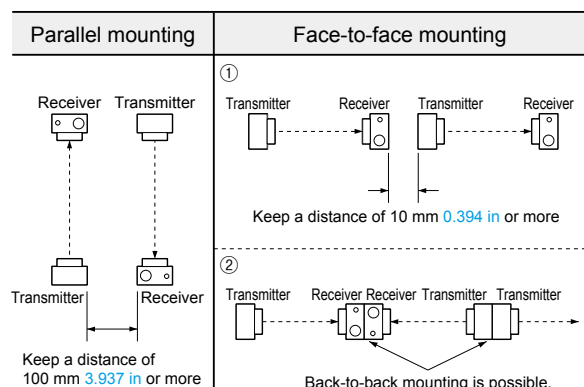 Parallel mounting
Receiver Transmitter
Transmitter Receiver
Keep a distance of
100 mm 3.937 in or more
Face-to-face mounting
①
Transmitter Receiver Transmitter Receiver
Keep a distance of 10 mm 0.394 in or more
②
Transmitter Receiver Receiver Transmitter Transmitter
Back-to-back mounting is possible.